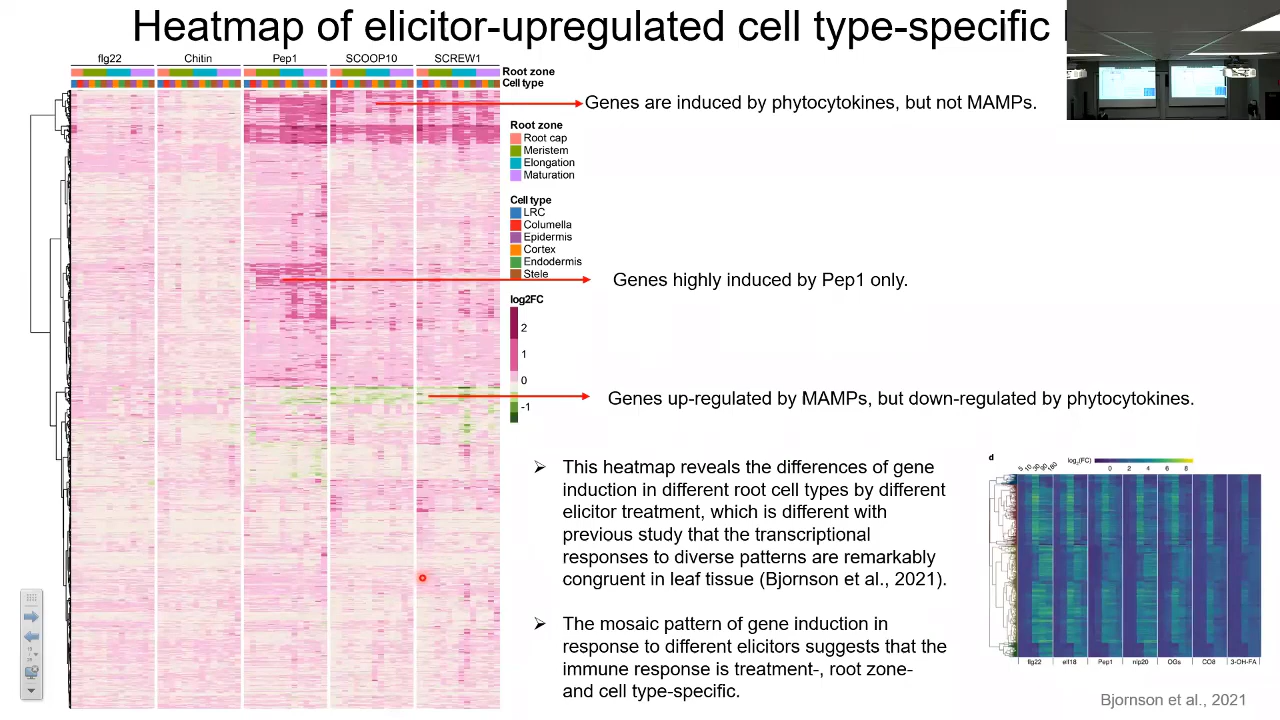 Heatmap of elicitor-upregulated cell type-specific
flg22 Chitin Pep1 SCOOP10 SCREW1
Root zone
Cell type
Genes are induced by phytocytokines, but not MAMPs.
Root zone
Root cap
Meristem
Elongation
Maturation
Cell type
LRC
Columella
Epidermis
Cortex
Endodermis
Stele
Genes highly induced by Pep1 only.
log2FC
2
1
0
-1
Genes up-regulated by MAMPs, but down-regulated by phytocytokines.
➢ This heatmap reveals the differences of gene
induction in different root cell types by different
elicitor treatment, which is different with
previous study that the transcriptional
responses to diverse patterns are remarkably
congruent in leaf tissue (Bjornson et al., 2021).
➢ The mosaic pattern of gene induction in
response to different elicitors suggests that the
immune response is treatment-, root zone-
and cell type-specific.
d
log2(FC)
0 2 4 6 8
5 10 30 90 180
flg22 elf18 Pep1 nlp20 OGs CO8 3-OH-FA
Bjornson et al., 2021